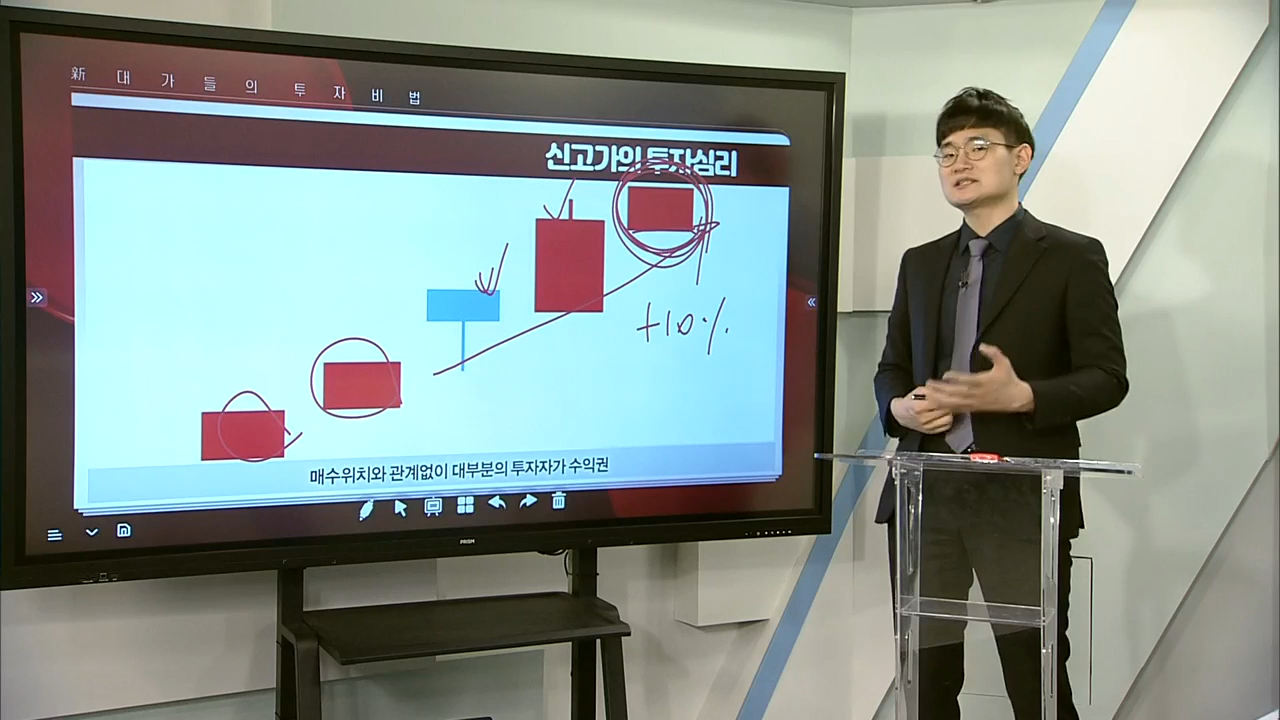 新 대 가 들 의 투 자 비 법
신고가의 투자심리
+10%
매수위치와 관계없이 대부분의 투자자가 수익권
PRISM